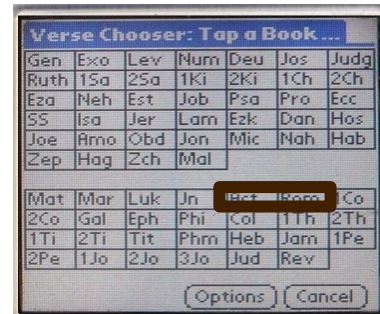 Verse Chooser: Tap a Book ...
Gen Exo Lev Num Deu Jos Judg
Ruth 1Sa 2Sa 1Ki 2Ki 1Ch 2Ch
Eza Neh Est Job Psa Pro Ecc
SS Isa Jer Lam Ezk Dan Hos
Joe Amo Obd Jon Mic Nah Hab
Zep Hag Zch Mal
Mat Mar Luk Jn 1Co
2Co Gal Eph Phi Col 1Th 2Th
1Ti 2Ti Tit Phm Heb Jam 1Pe
2Pe 1Jo 2Jo 3Jo Jud Rev
Options Cancel